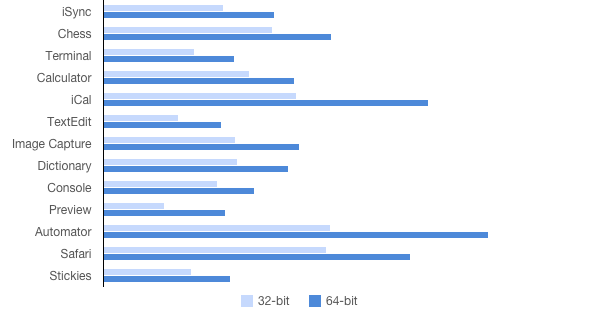 iSync
Chess
Terminal
Calculator
iCal
TextEdit
Image Capture
Dictionary
Console
Preview
Automator
Safari
Stickies
32-bit 64-bit